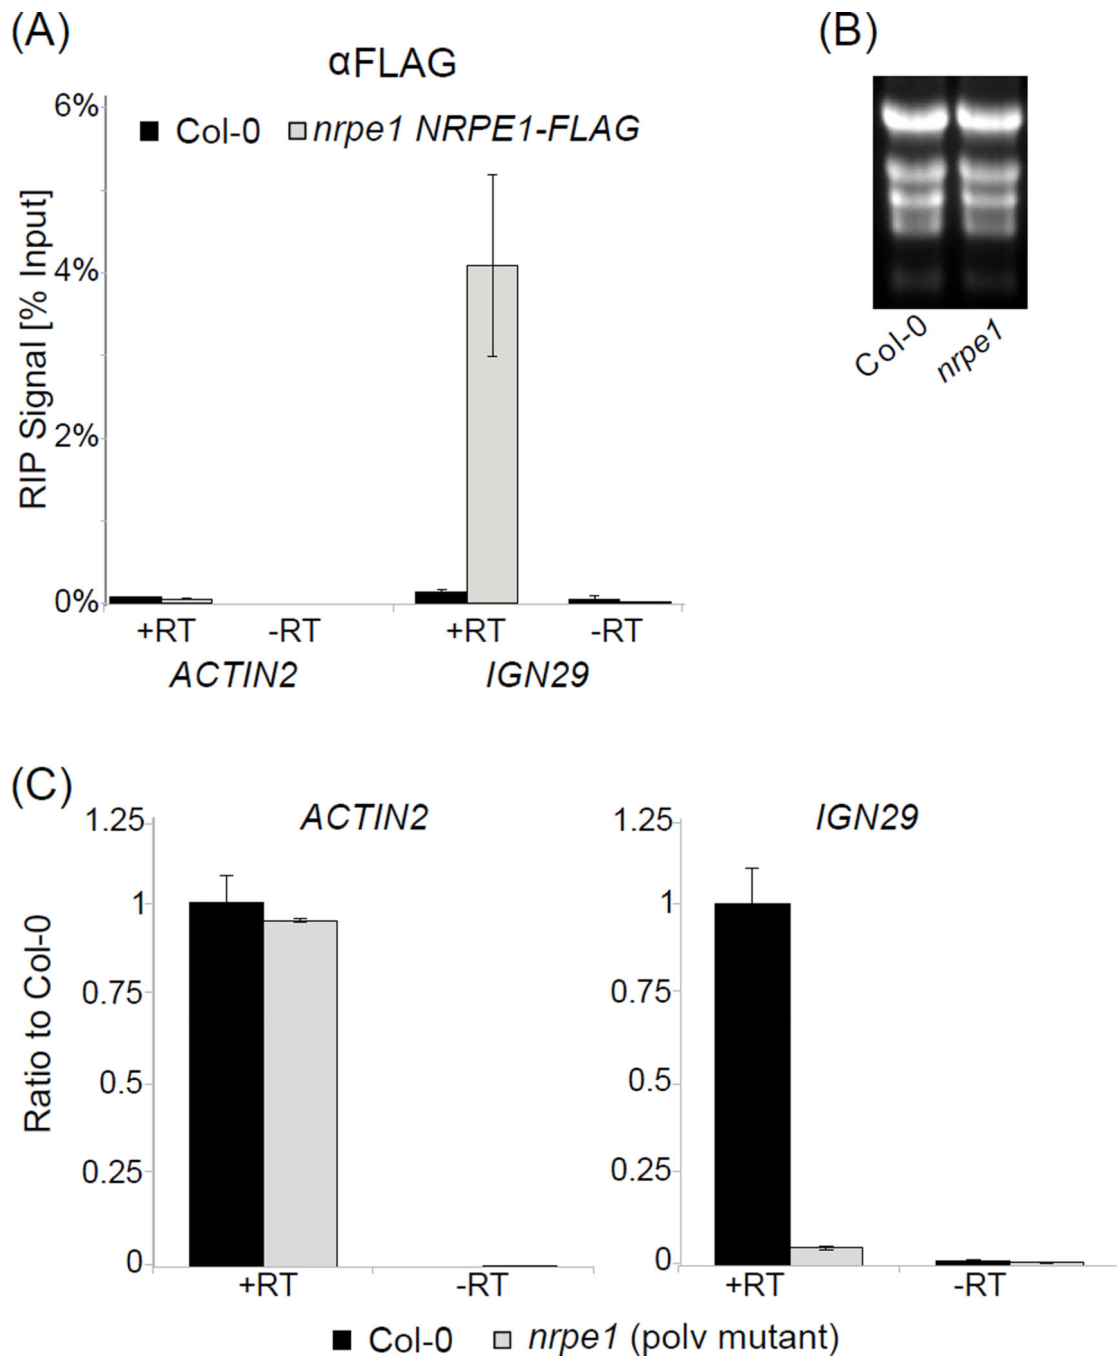 (A)
αFLAG
6%
4%
2%
0%
RIP Signal [% Input]
Col-0 nrpe1 NRPE1-FLAG
+RT -RT +RT -RT
ACTIN2 IGN29
(B)
Col-0 nrpe1
(C)
ACTIN2
1.25
1
0.75
0.5
0.25
0
Ratio to Col-0
+RT -RT
IGN29
1.25
1
0.75
0.5
0.25
0
+RT -RT
Col-0 nrpe1 (polv mutant)